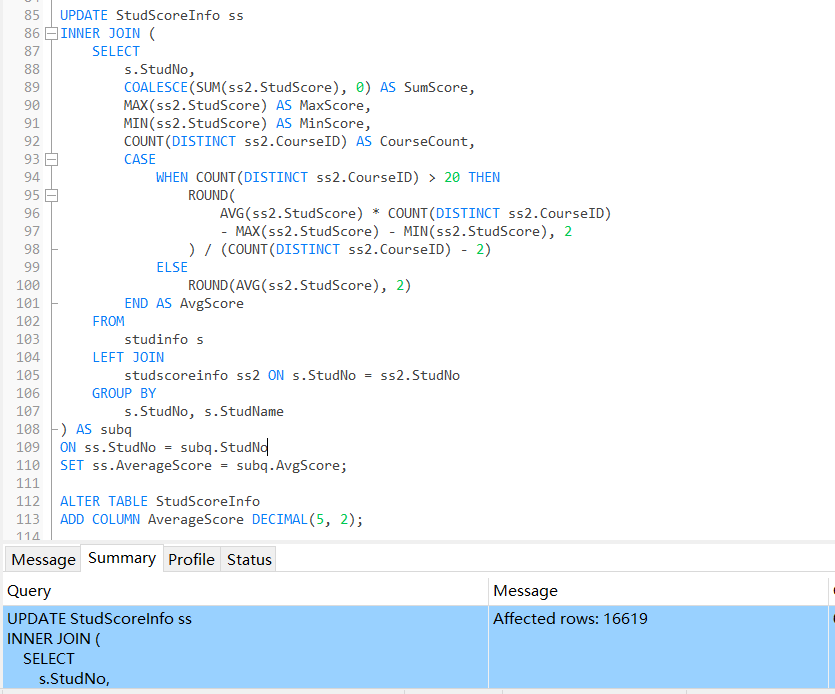 85 UPDATE StudScoreInfo ss
86 INNER JOIN (
87 SELECT
88 s.StudNo,
89 COALESCE(SUM(ss2.StudScore), 0) AS SumScore,
90 MAX(ss2.StudScore) AS MaxScore,
91 MIN(ss2.StudScore) AS MinScore,
92 COUNT(DISTINCT ss2.CourseID) AS CourseCount,
93 CASE
94 WHEN COUNT(DISTINCT ss2.CourseID) > 20 THEN
95 ROUND(
96 AVG(ss2.StudScore) * COUNT(DISTINCT ss2.CourseID)
97 - MAX(ss2.StudScore) - MIN(ss2.StudScore), 2
98 ) / (COUNT(DISTINCT ss2.CourseID) - 2)
99 ELSE
100 ROUND(AVG(ss2.StudScore), 2)
101 END AS AvgScore
102 FROM
103 studinfo s
104 LEFT JOIN
105 studscoreinfo ss2 ON s.StudNo = ss2.StudNo
106 GROUP BY
107 s.StudNo, s.StudName
108 ) AS subq
109 ON ss.StudNo = subq.StudNo
110 SET ss.AverageScore = subq.AvgScore;
111
112 ALTER TABLE StudScoreInfo
113 ADD COLUMN AverageScore DECIMAL(5, 2);
114
Message Summary Profile Status
Query Message
UPDATE StudScoreInfo ss Affected rows: 16619
INNER JOIN (
SELECT
s.StudNo,